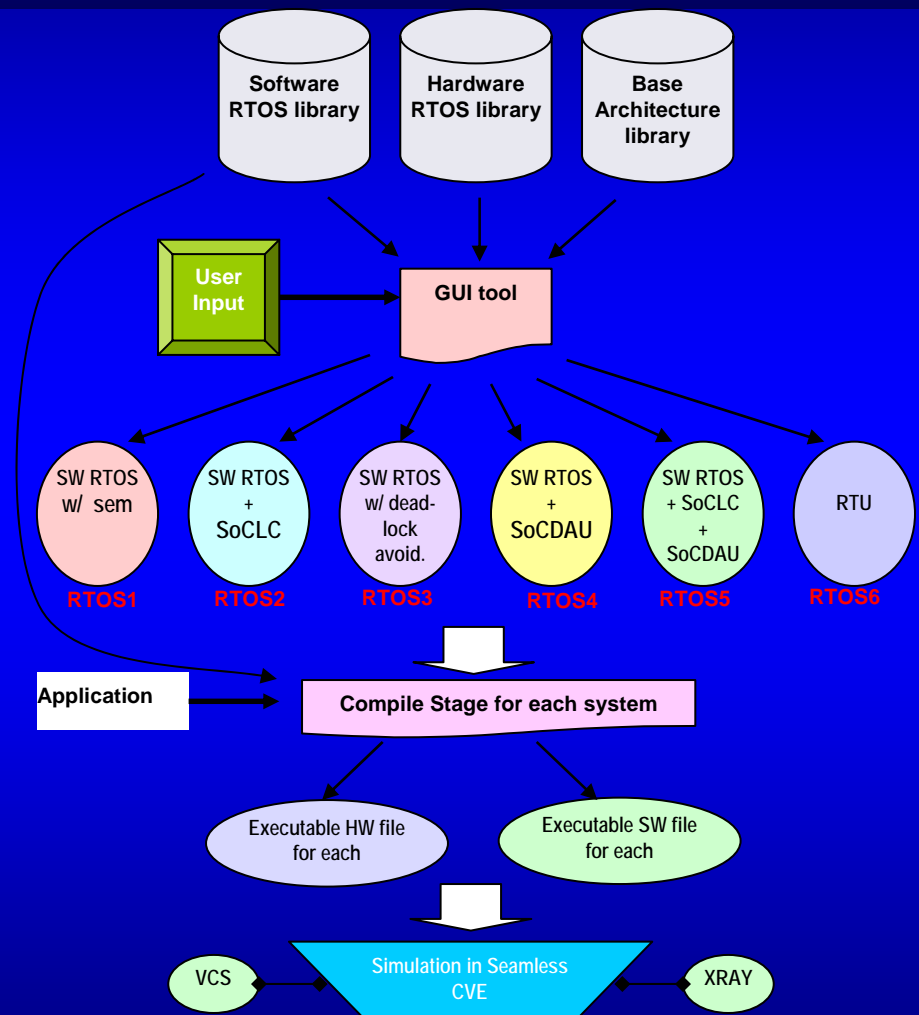 Software
RTOS library
Hardware
RTOS library
Base
Architecture
library
User
Input
GUI tool
SW RTOS
w/ sem
SW RTOS
+
SoCLC
SW RTOS
w/ dead-
lock
avoid.
SW RTOS
+
SoCDAU
SW RTOS
+ SoCLC
+
SoCDAU
RTU
RTOS1
RTOS2
RTOS3
RTOS4
RTOS5
RTOS6
Application
Compile Stage for each system
Executable HW file
for each
Executable SW file
for each
VCS
Simulation in Seamless
CVE
XRAY